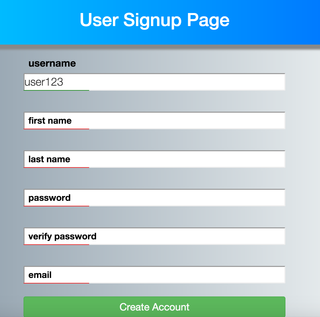 User Signup Page
username
user123
first name
last name
password
verify password
email
Create Account